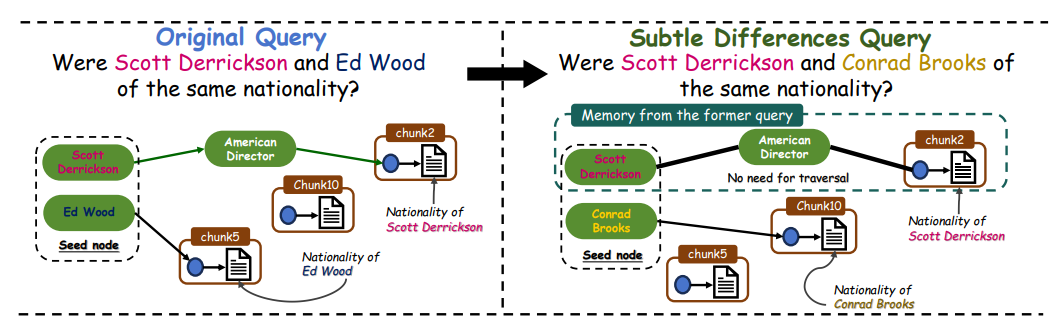 Original Query
Were Scott Derrickson and Ed Wood
of the same nationality?
Scott
Derrickson
American
Director
chunk2
Chunk10
Ed Wood
Seed node
chunk5
Nationality of
Scott Derrickson
Nationality of
Ed Wood
Subtle Differences Query
Were Scott Derrickson and Conrad Brooks of
the same nationality?
Memory from the former query
Scott
Derrickson
American
Director
chunk2
No need for traversal
Conrad
Brooks
Seed node
Chunk10
chunk5
Nationality of
Scott Derrickson
Nationality of
Conrad Brooks